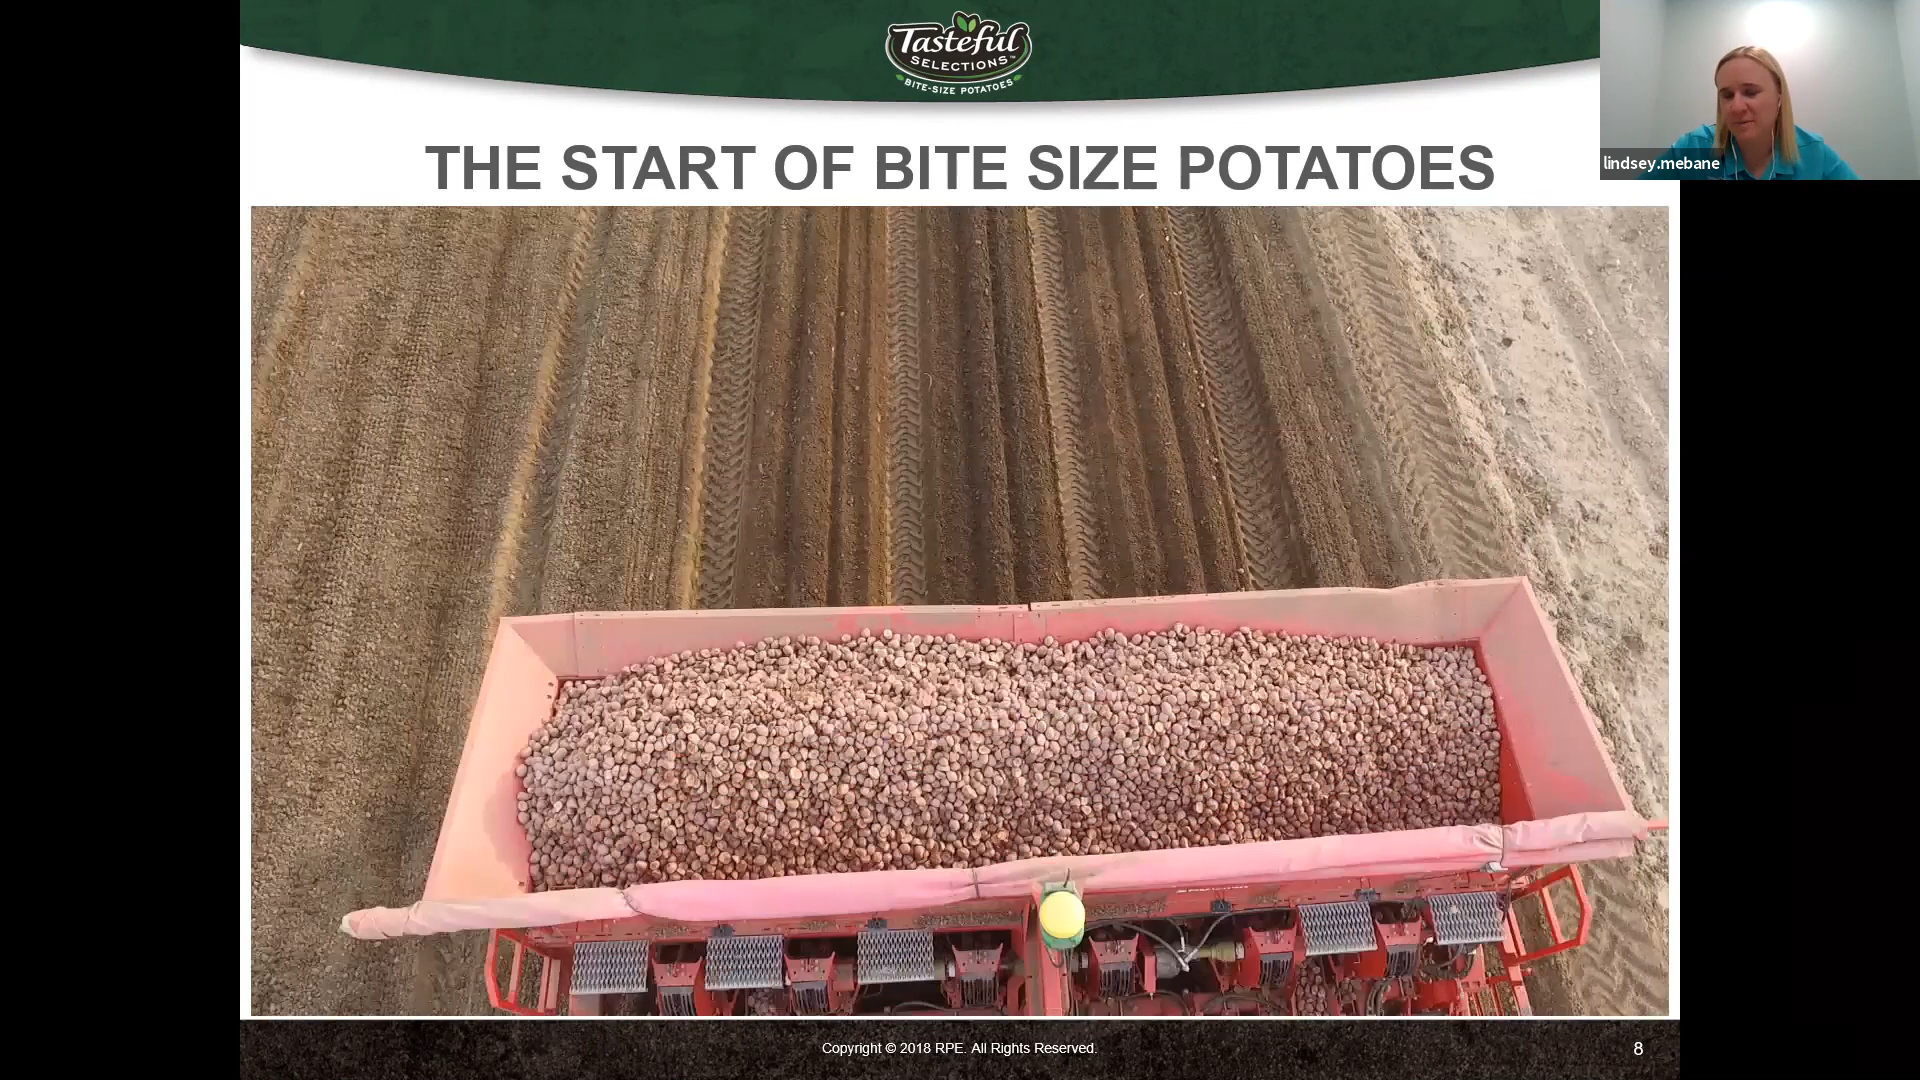 Tasteful
SELECTIONS™
BITE-SIZE POTATOES
lindsey.mebane
THE START OF BITE SIZE POTATOES
Copyright © 2018 RPE. All Rights Reserved.
8